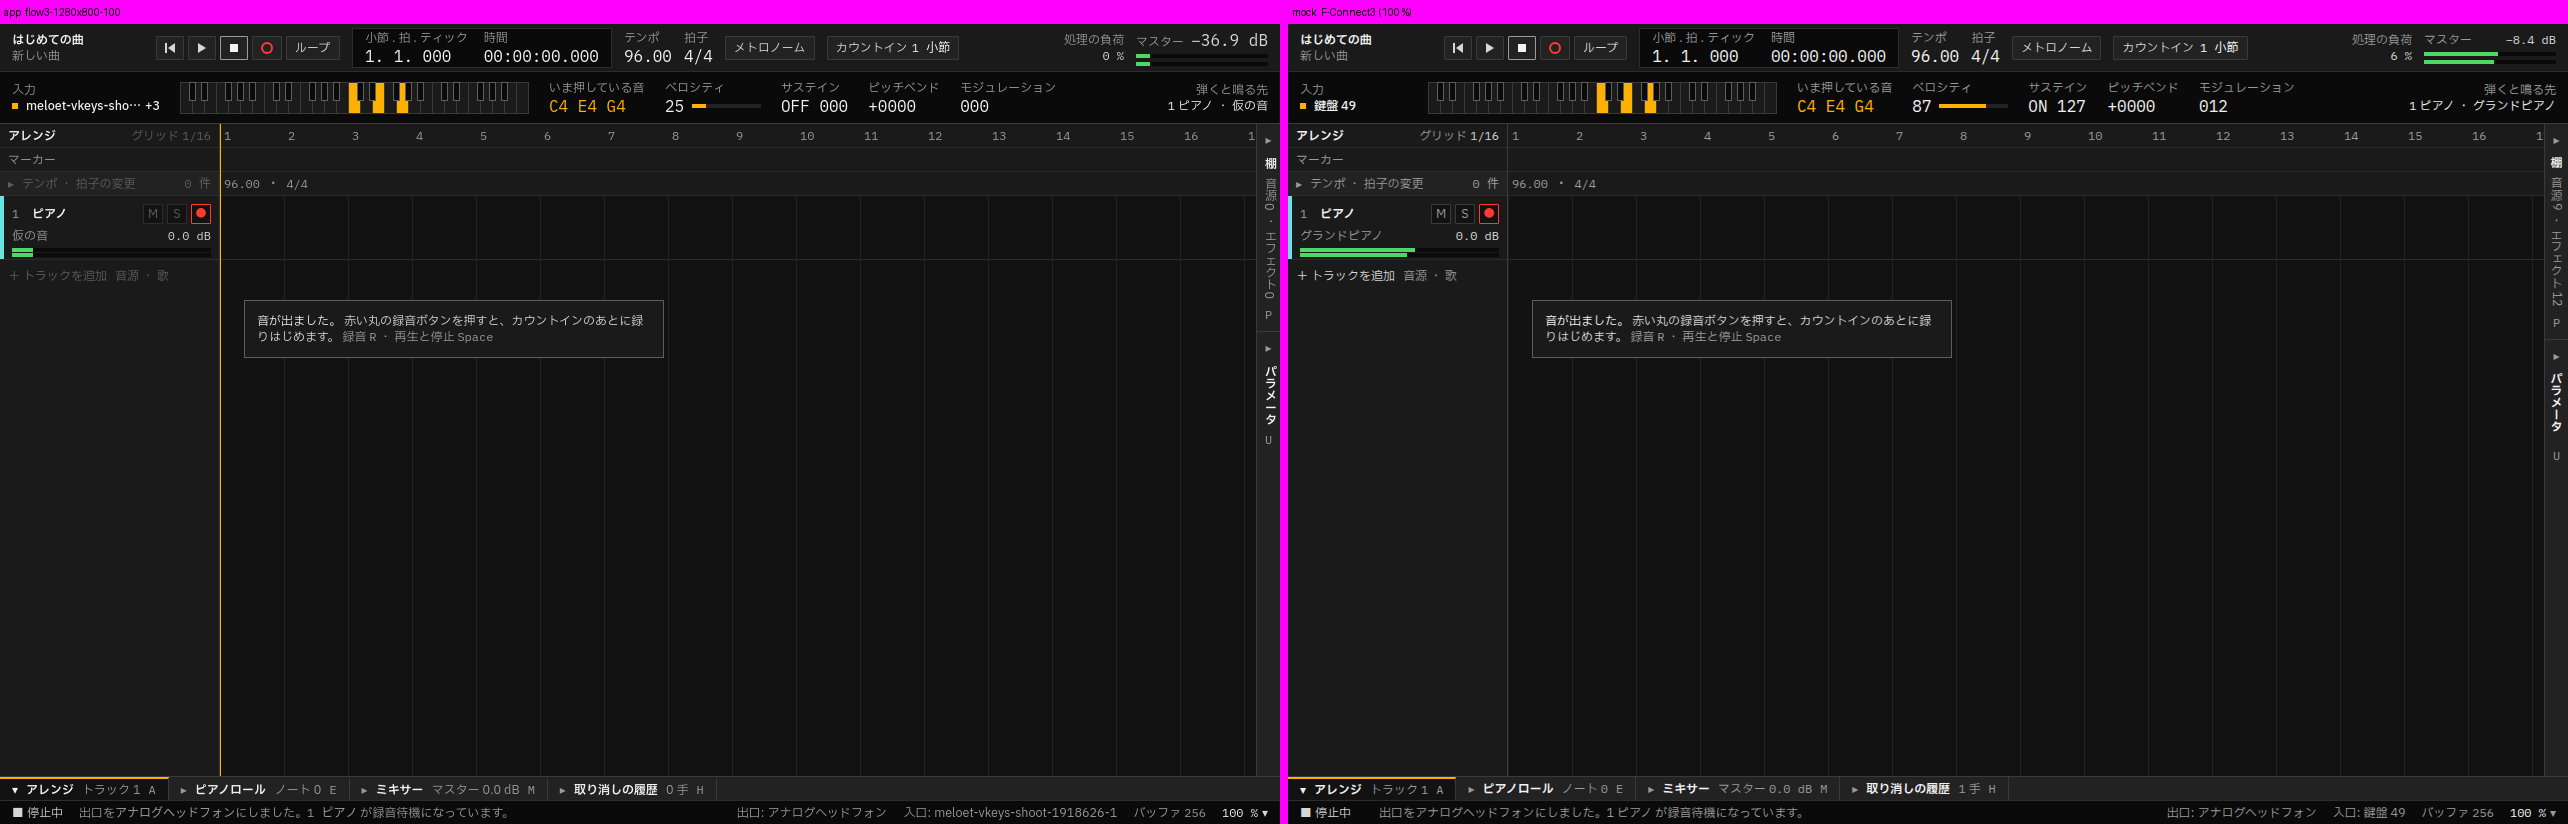 app flow3-1280x800-100
はじめての曲
新しい曲
ループ
小節 . 拍 . ティック 時間
1. 1. 000 00:00:00.000
テンポ 拍子
96.00 4/4
メトロノーム
カウントイン 1 小節
処理の負荷
0 %
マスター −36.9 dB
入力
meloet-vkeys-sho… +3
いま押している音
C4 E4 G4
ベロシティ
25
サステイン
OFF 000
ピッチベンド
+0000
モジュレーション
000
弾くと鳴る先
1 ピアノ ・ 仮の音
アレンジ グリッド 1/16
1 2 3 4 5 6 7 8 9 10 11 12 13 14 15 16 1
マーカー
▸ テンポ ・ 拍子の変更 0 件
96.00 ・ 4/4
1 ピアノ M S
仮の音 0.0 dB
＋ トラックを追加 音源 ・ 歌
音が出ました。 赤い丸の録音ボタンを押すと、カウントインのあとに録
りはじめます。 録音 R ・ 再生と停止 Space
▸ 棚 音源 0 ・ エフェクト 0 P
▸ パラメータ U
▾ アレンジ トラック 1 A
▸ ピアノロール ノート 0 E
▸ ミキサー マスター 0.0 dB M
▸ 取り消しの履歴 0 手 H
■ 停止中 出口をアナログヘッドフォンにしました。1 ピアノ が録音待機になっています。
出口: アナログヘッドフォン 入口: meloet-vkeys-shoot-1918626-1 バッファ 256 100 % ▾
mock F-Connect3 (100 %)
はじめての曲
新しい曲
ループ
小節 . 拍 . ティック 時間
1. 1. 000 00:00:00.000
テンポ 拍子
96.00 4/4
メトロノーム
カウントイン 1 小節
処理の負荷
6 %
マスター −8.4 dB
入力
鍵盤 49
いま押している音
C4 E4 G4
ベロシティ
87
サステイン
ON 127
ピッチベンド
+0000
モジュレーション
012
弾くと鳴る先
1 ピアノ ・ グランドピアノ
アレンジ グリッド 1/16
1 2 3 4 5 6 7 8 9 10 11 12 13 14 15 16 1
マーカー
▸ テンポ ・ 拍子の変更 0 件
96.00 ・ 4/4
1 ピアノ M S
グランドピアノ 0.0 dB
＋ トラックを追加 音源 ・ 歌
音が出ました。 赤い丸の録音ボタンを押すと、カウントインのあとに録
りはじめます。 録音 R ・ 再生と停止 Space
▸ 棚 音源 9 ・ エフェクト 12 P
▸ パラメータ U
▾ アレンジ トラック 1 A
▸ ピアノロール ノート 0 E
▸ ミキサー マスター 0.0 dB M
▸ 取り消しの履歴 1 手 H
■ 停止中 出口をアナログヘッドフォンにしました。1 ピアノ が録音待機になっています。
出口: アナログヘッドフォン 入口: 鍵盤 49 バッファ 256 100 % ▾